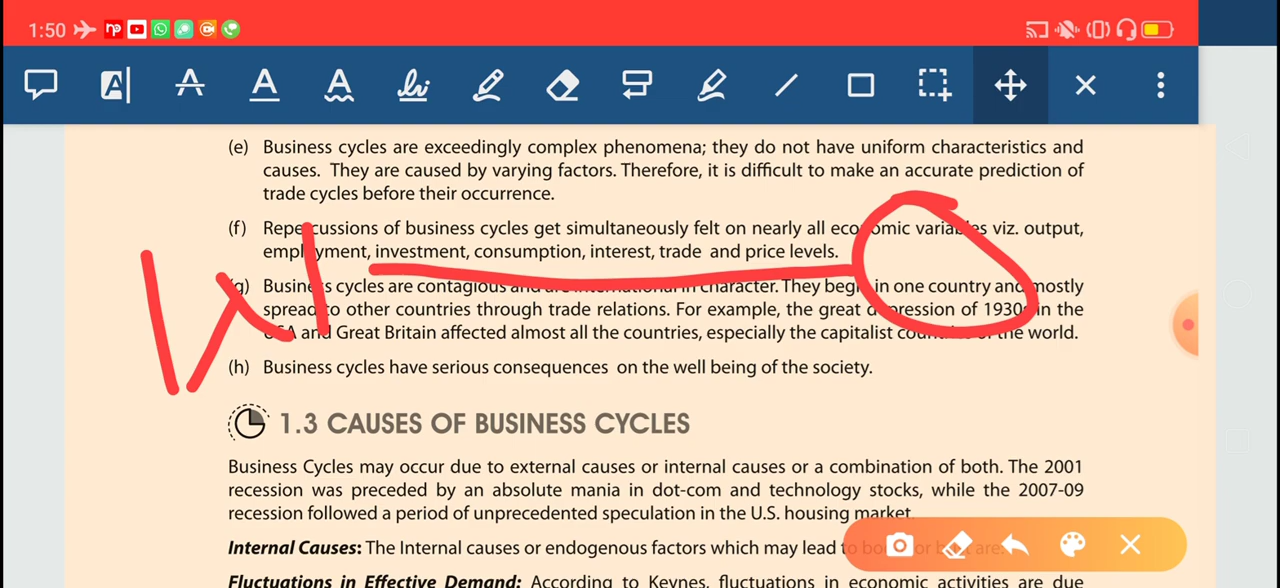 1:50
(e) Business cycles are exceedingly complex phenomena; they do not have uniform characteristics and
causes. They are caused by varying factors. Therefore, it is difficult to make an accurate prediction of
trade cycles before their occurrence.
(f) Repercussions of business cycles get simultaneously felt on nearly all economic variables viz. output,
employment, investment, consumption, interest, trade and price levels.
(g) Business cycles are contagious and are international in character. They begin in one country and mostly
spread to other countries through trade relations. For example, the great depression of 1930s in the
USA and Great Britain affected almost all the countries, especially the capitalist countries of the world.
(h) Business cycles have serious consequences on the well being of the society.
1.3 CAUSES OF BUSINESS CYCLES
Business Cycles may occur due to external causes or internal causes or a combination of both. The 2001
recession was preceded by an absolute mania in dot-com and technology stocks, while the 2007-09
recession followed a period of unprecedented speculation in the U.S. housing market.
Internal Causes: The Internal causes or endogenous factors which may lead to boom or bust are:
Fluctuations in Effective Demand: According to Keynes, fluctuations in economic activities are due